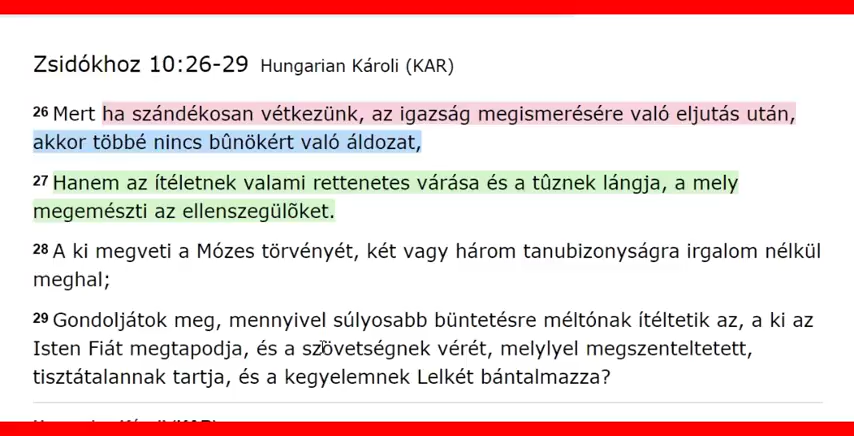 Zsidókhoz 10:26-29 Hungarian Károli (KAR)
26 Mert ha szándékosan vétkezünk, az igazság megismerésére való eljutás után,
akkor többé nincs bûnökért való áldozat,
27 Hanem az ítéletnek valami rettenetes várása és a tûznek lángja, a mely
megemészti az ellenszegülõket.
28 A ki megveti a Mózes törvényét, két vagy három tanubizonyságra irgalom nélkül
meghal;
29 Gondoljátok meg, mennyivel súlyosabb büntetésre méltónak ítéltetik az, a ki az
Isten Fiát megtapodja, és a szövetségnek vérét, melylyel megszenteltetett,
tisztátalannak tartja, és a kegyelemnek Lelkét bántalmazza?